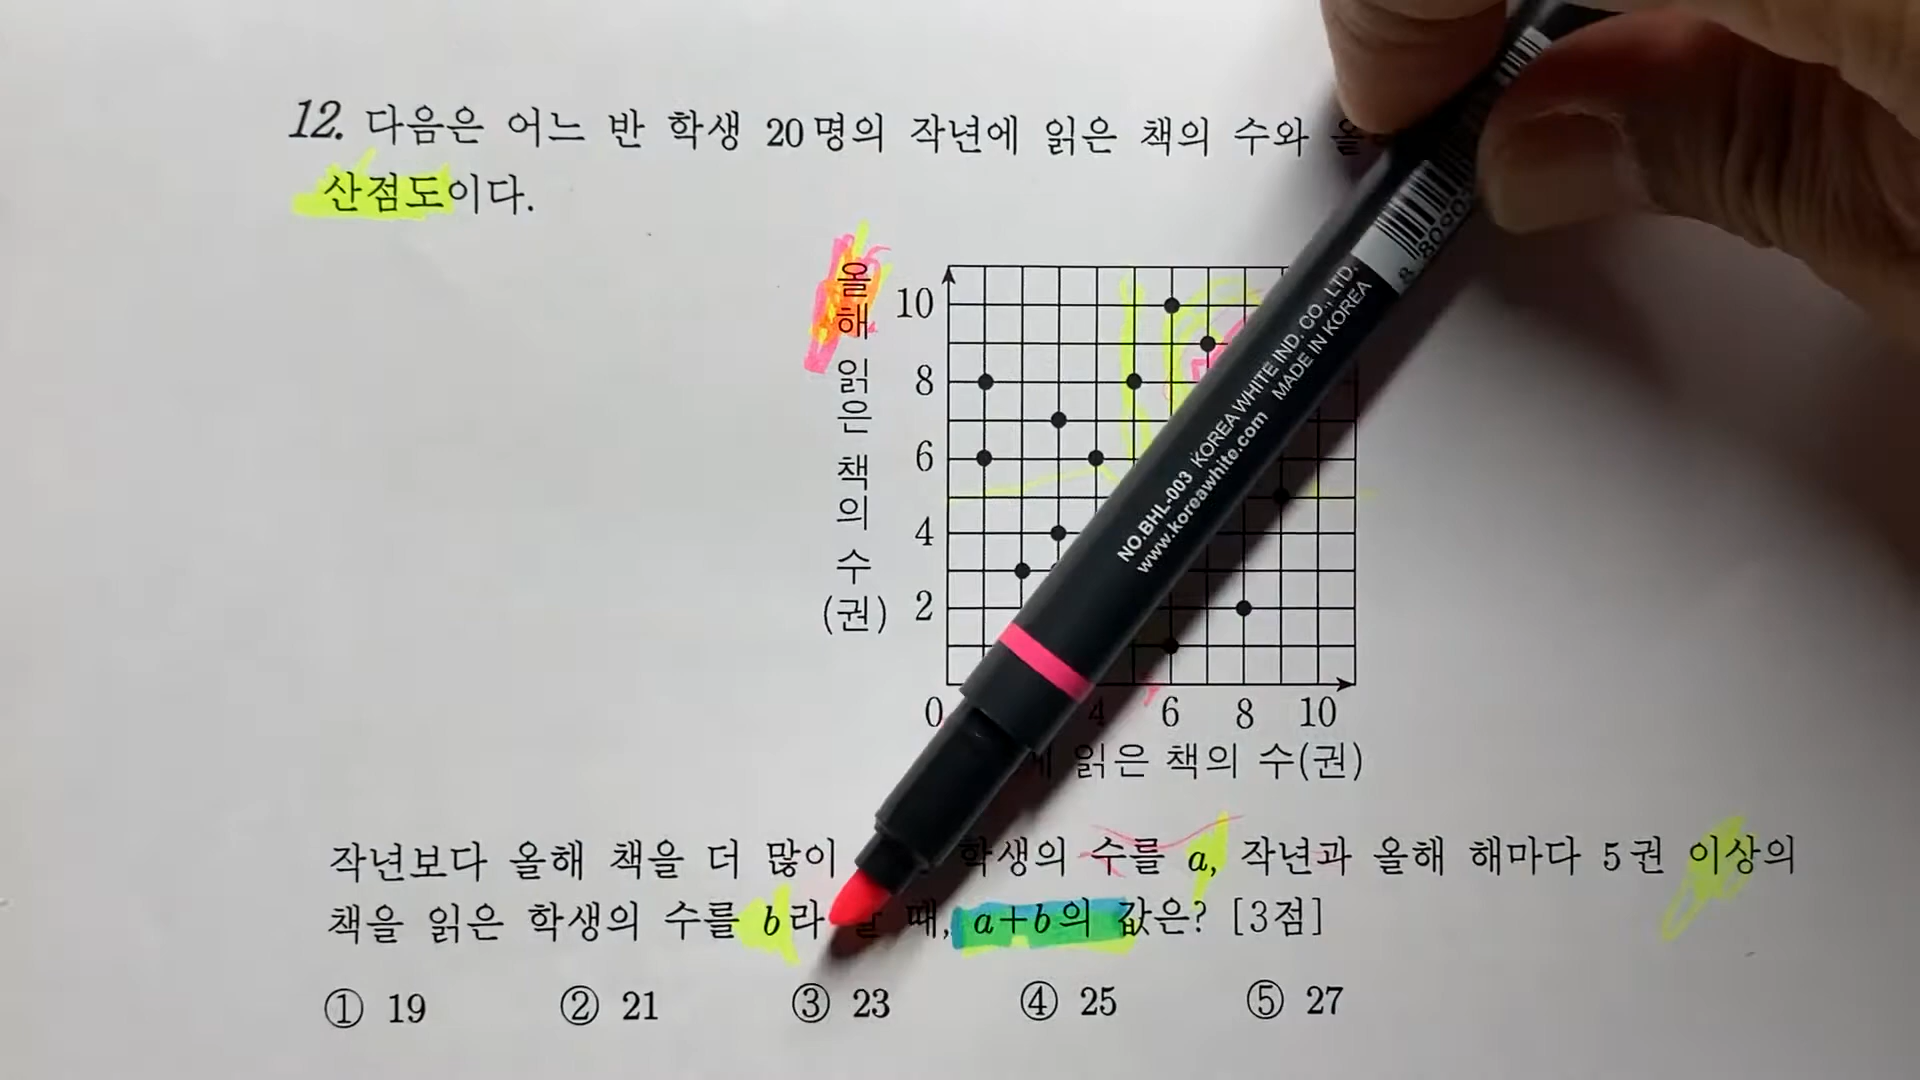 12. 다음은 어느 반 학생 20명의 작년에 읽은 책의 수와
산점도이다.
올해 읽은 책의 수 (권)
10
8
6
4
2
0 4 6 8 10
읽은 책의 수(권)
NO.BHL-003 KOREA WHITE IND. CO., LTD.
www.koreawhite.com MADE IN KOREA
작년보다 올해 책을 더 많이 학생의 수를 a, 작년과 올해 해마다 5권 이상의
책을 읽은 학생의 수를 b라 때, a+b의 값은? [3점]
① 19 ② 21 ③ 23 ④ 25 ⑤ 27